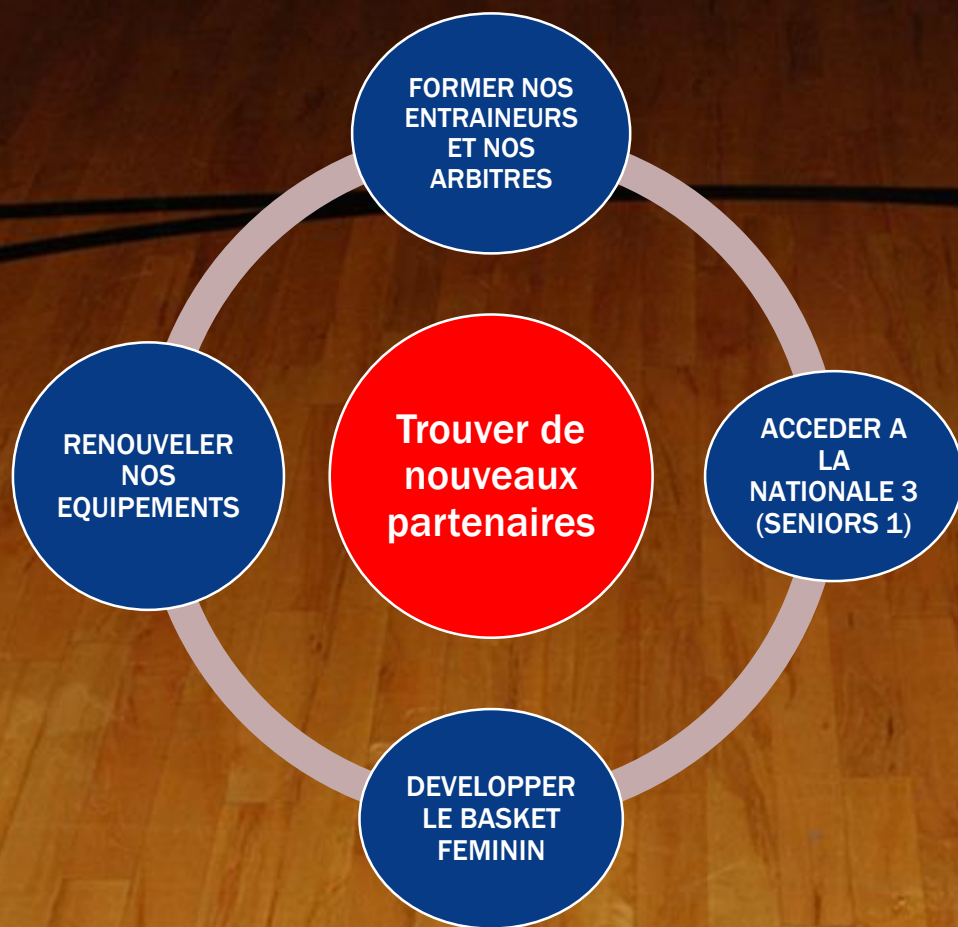 FORMER NOS
ENTRAINEURS
ET NOS
ARBITRES
RENOUVELER
NOS
EQUIPEMENTS
Trouver de
nouveaux
partenaires
ACCEDER A
LA
NATIONALE 3
(SENIORS 1)
DEVELOPPER
LE BASKET
FEMININ